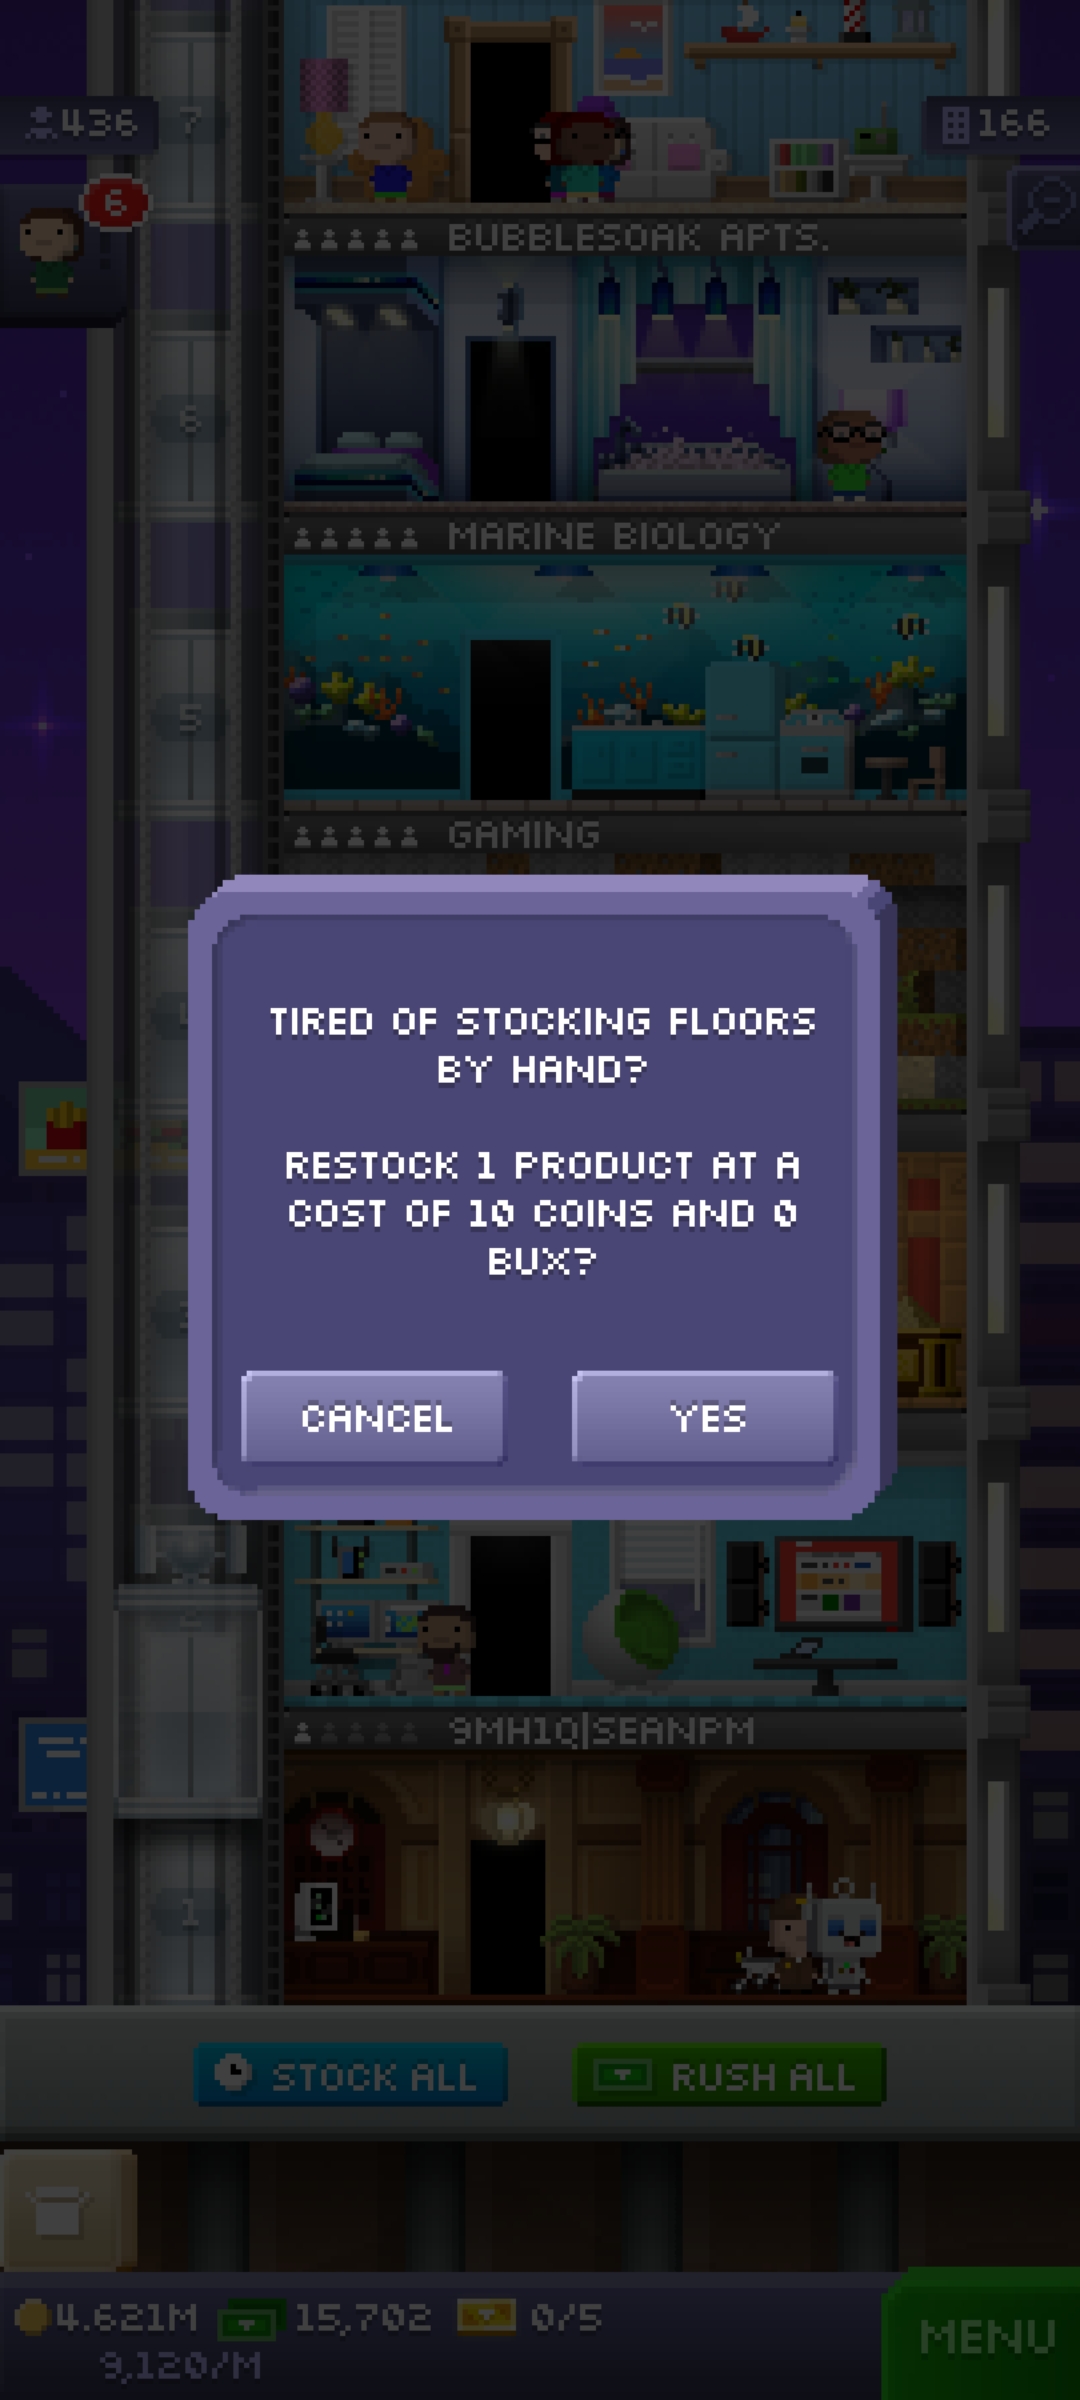 436
7
166
6
BUBBLESOAK APTS.
6
MARINE BIOLOGY
5
GAMING
TIRED OF STOCKING FLOORS
BY HAND?
RESTOCK 1 PRODUCT AT A
COST OF 10 COINS AND 0
BUX?
CANCEL
YES
9MH1Q|SEANPM
1
STOCK ALL
RUSH ALL
4.621M
15,702
0/5
MENU
9,120/M